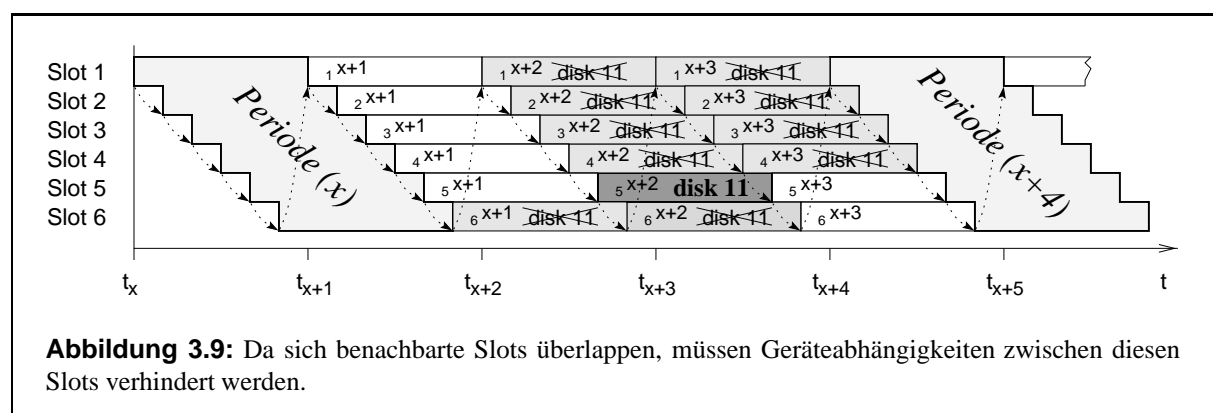 Slot 1 1 x+1 1 x+2 disk 11 1 x+3 disk 11
Slot 2 2 x+1 2 x+2 disk 11 2 x+3 disk 11
Slot 3 3 x+1 3 x+2 disk 11 3 x+3 disk 11
Slot 4 4 x+1 4 x+2 disk 11 4 x+3 disk 11
Slot 5 5 x+1 5 x+2 disk 11 5 x+3
Slot 6 6 x+1 disk 11 6 x+2 disk 11 6 x+3
Periode (x)
Periode (x+4)
tx tx+1 tx+2 tx+3 tx+4 tx+5 t
Abbildung 3.9: Da sich benachbarte Slots überlappen, müssen Geräteabhängigkeiten zwischen diesen
Slots verhindert werden.